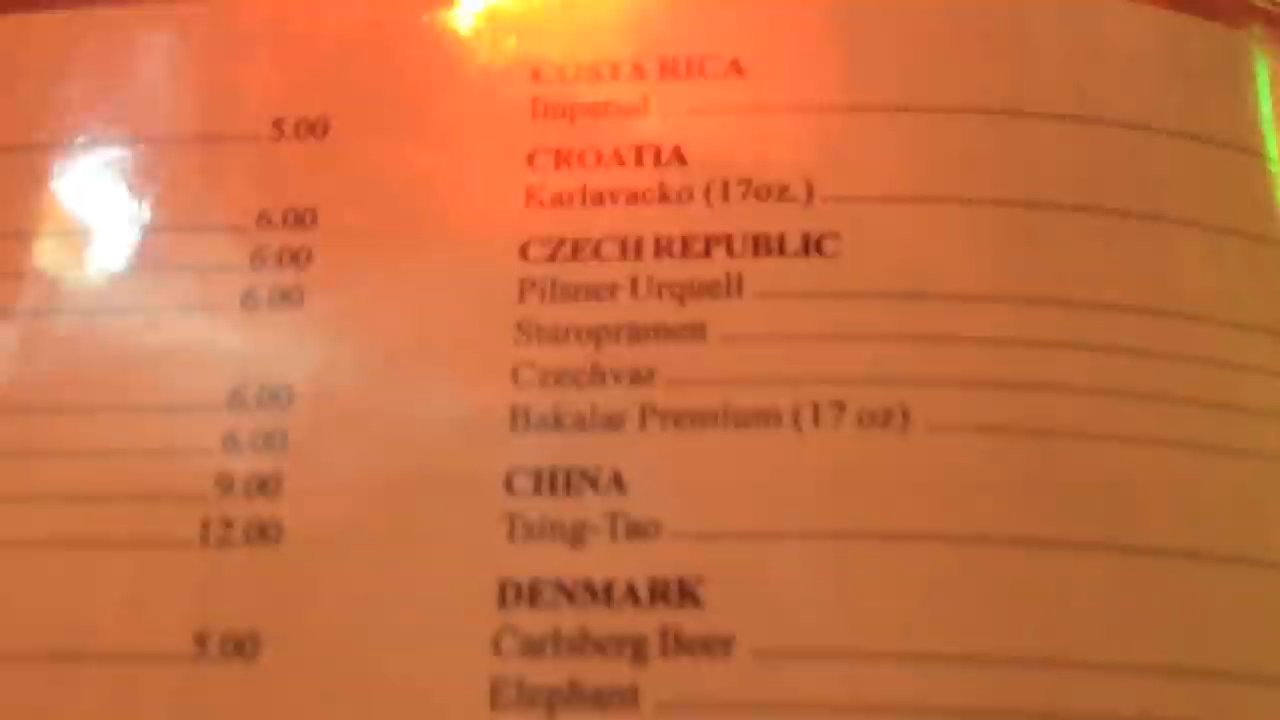 5.00
6.00
6.00
6.00
6.00
6.00
9.00
12.00
5.00
COSTA RICA
Imperial
CROATIA
Karlavacko (17oz.)
CZECH REPUBLIC
Pilsner Urquell
Staropramen
Czechvar
Bakalar Premium (17 oz)
CHINA
Tsing-Tao
DENMARK
Carlsberg Beer
Elephant